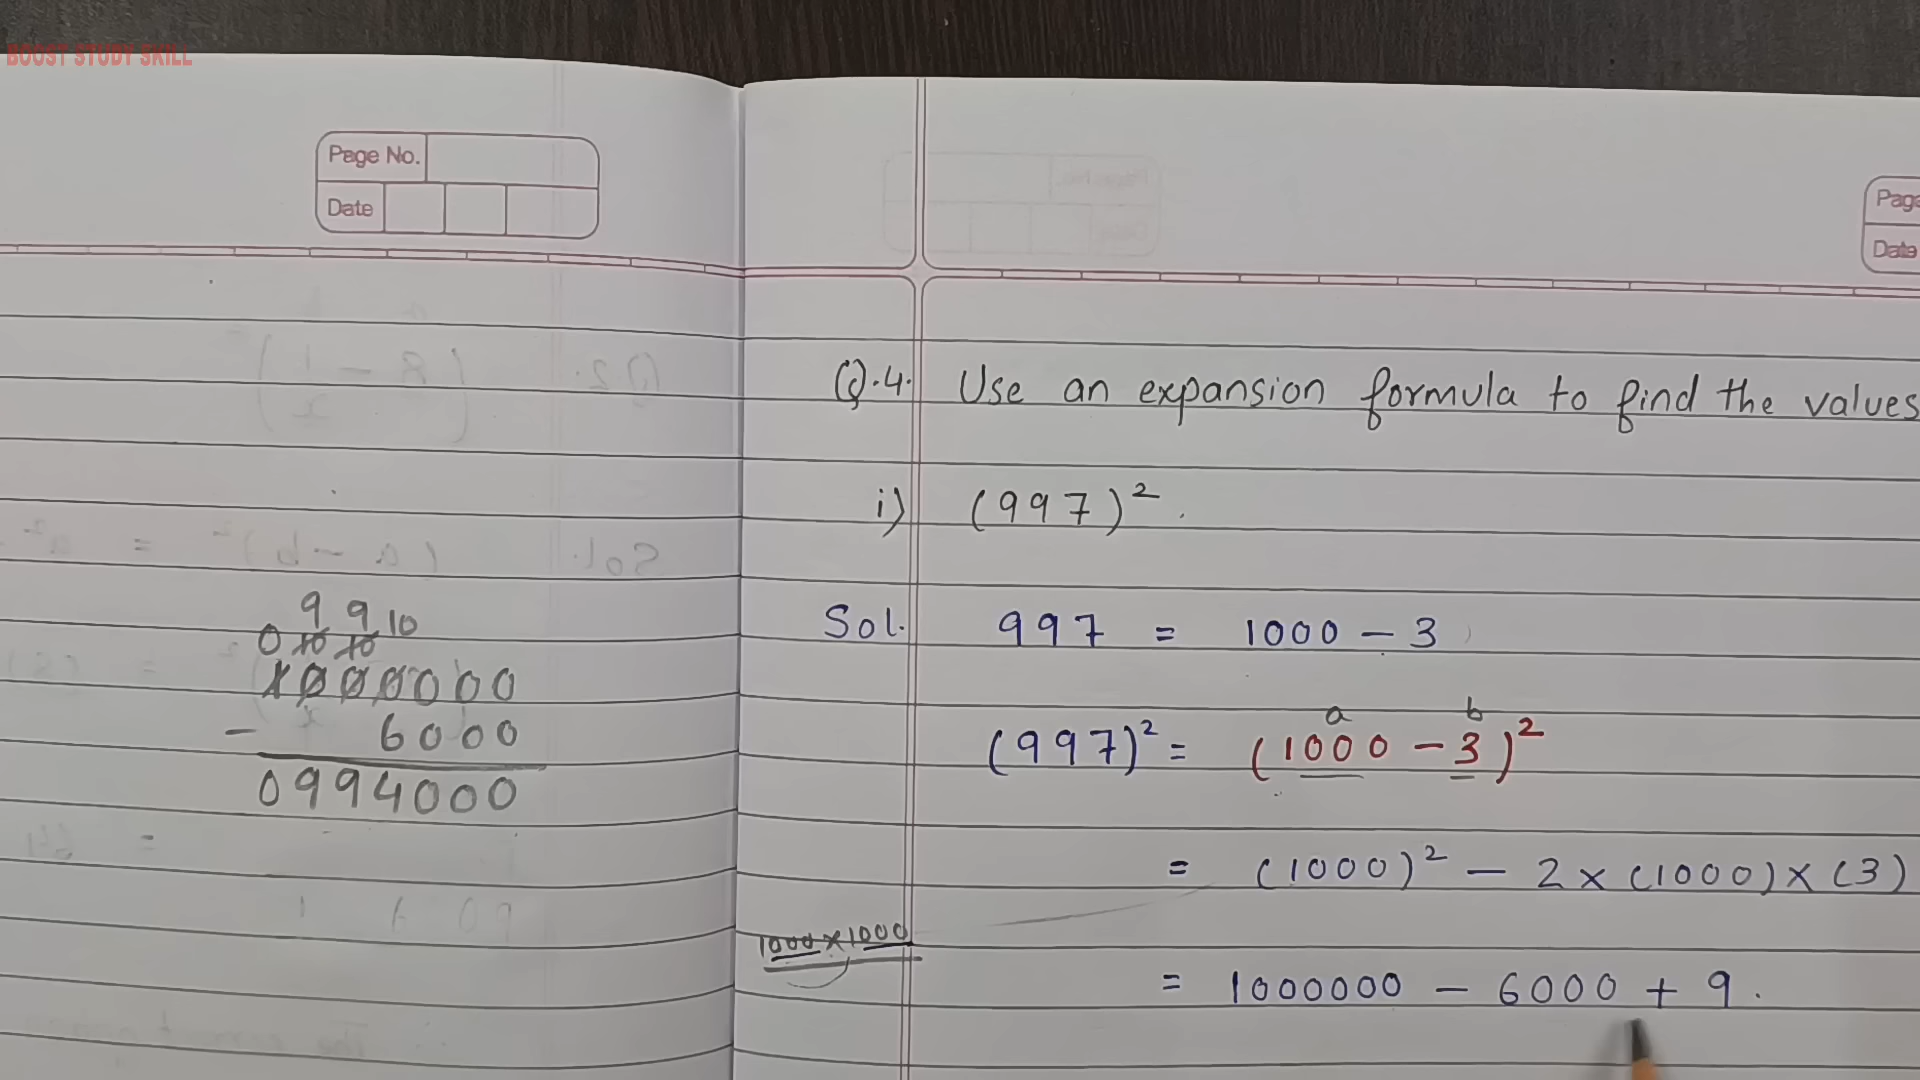 BOOST STUDY SKILL
Page No.
Date
9 9 10
0 10 10
1000000
- 6000
0994000
Page
Date
Q.4. Use an expansion formula to find the values
i) (997)².
Sol. 997 = 1000 - 3
a b
(997)² = (1000 - 3)²
= (1000)² - 2 × (1000) × (3)
1000 × 1000
= 1000000 - 6000 + 9.